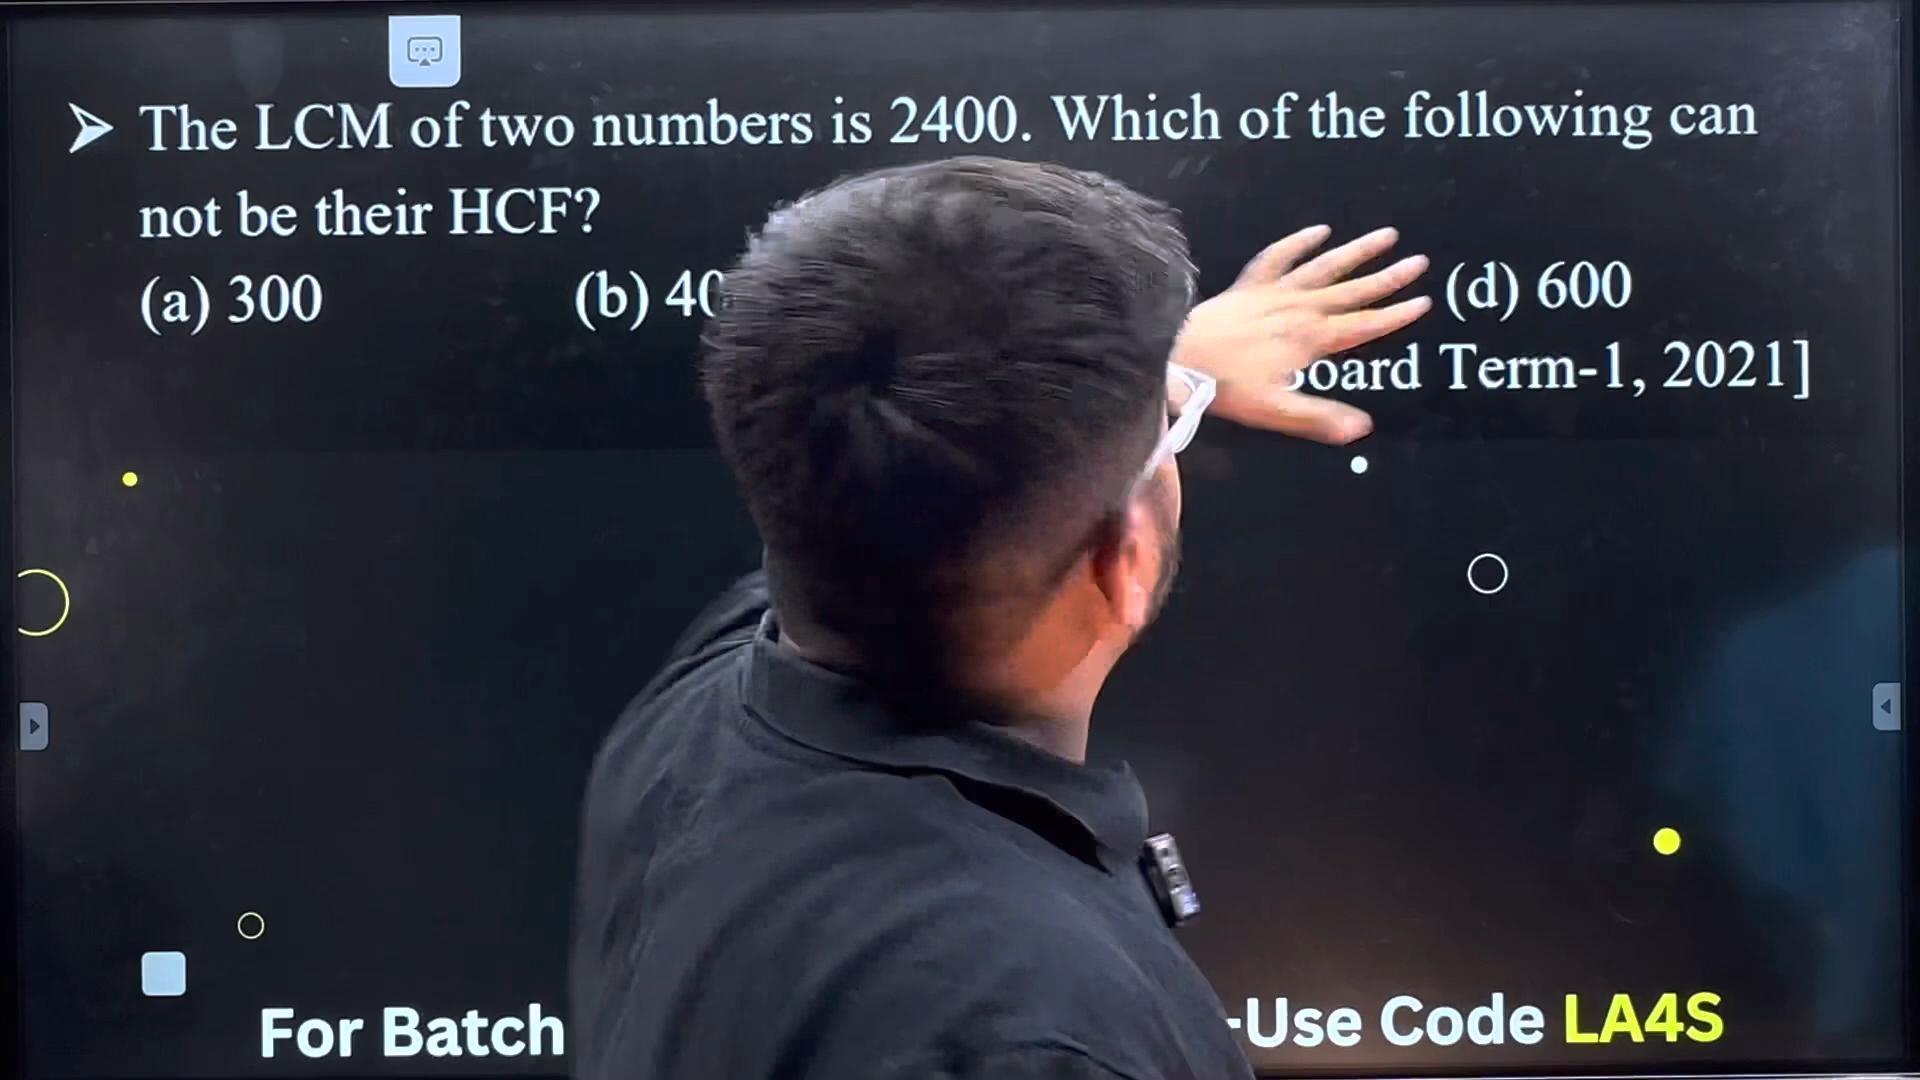 ➤ The LCM of two numbers is 2400. Which of the following can
not be their HCF?
(a) 300 (b) 40 (d) 600
oard Term-1, 2021]
For Batch -Use Code LA4S